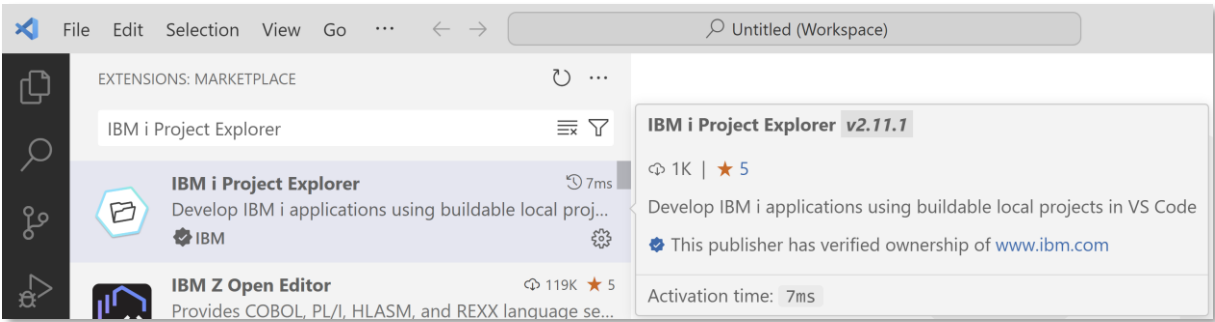 File Edit Selection View Go ···
Untitled (Workspace)
EXTENSIONS: MARKETPLACE
IBM i Project Explorer
IBM i Project Explorer
7ms
Develop IBM i applications using buildable local proj...
IBM
IBM Z Open Editor
119K ★ 5
Provides COBOL, PL/I, HLASM, and REXX language se...
IBM i Project Explorer v2.11.1
1K | ★ 5
Develop IBM i applications using buildable local projects in VS Code
This publisher has verified ownership of www.ibm.com
Activation time: 7ms